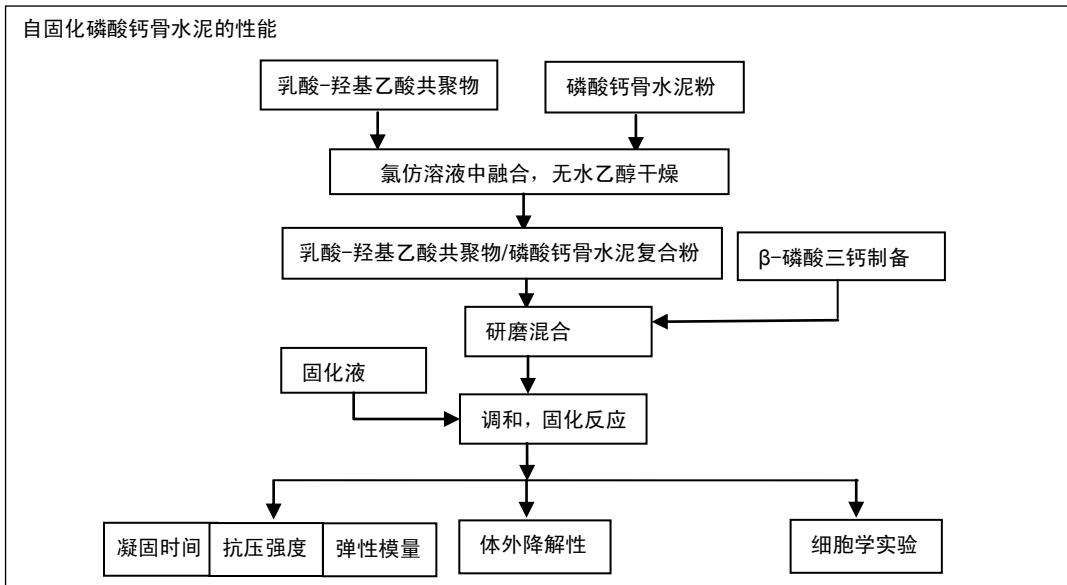 自固化磷酸钙骨水泥的性能
乳酸-羟基乙酸共聚物
磷酸钙骨水泥粉
氯仿溶液中融合，无水乙醇干燥
乳酸-羟基乙酸共聚物/磷酸钙骨水泥复合粉
β-磷酸三钙制备
研磨混合
固化液
调和，固化反应
凝固时间
抗压强度
弹性模量
体外降解性
细胞学实验